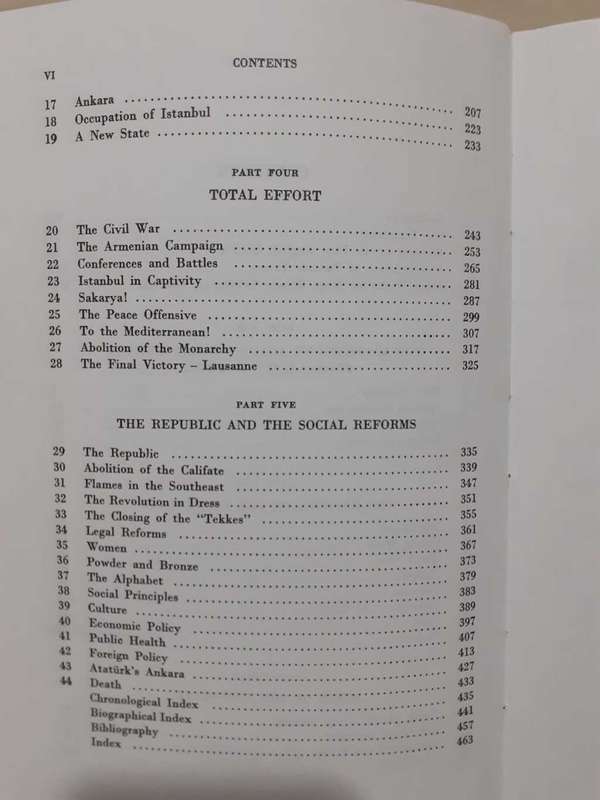 CONTENTS
VI
17 Ankara 207
18 Occupation of Istanbul 223
19 A New State 233
PART FOUR
TOTAL EFFORT
20 The Civil War 243
21 The Armenian Campaign 253
22 Conferences and Battles 265
23 Istanbul in Captivity 281
24 Sakarya! 287
25 The Peace Offensive 299
26 To the Mediterranean! 307
27 Abolition of the Monarchy 317
28 The Final Victory – Lausanne 325
PART FIVE
THE REPUBLIC AND THE SOCIAL REFORMS
29 The Republic 335
30 Abolition of the Califate 339
31 Flames in the Southeast 347
32 The Revolution in Dress 351
33 The Closing of the "Tekkes" 355
34 Legal Reforms 361
35 Women 367
36 Powder and Bronze 373
37 The Alphabet 379
38 Social Principles 383
39 Culture 389
40 Economic Policy 397
41 Public Health 407
42 Foreign Policy 413
43 Atatürk's Ankara 427
44 Death 433
Chronological Index 435
Biographical Index 441
Bibliography 457
Index 463